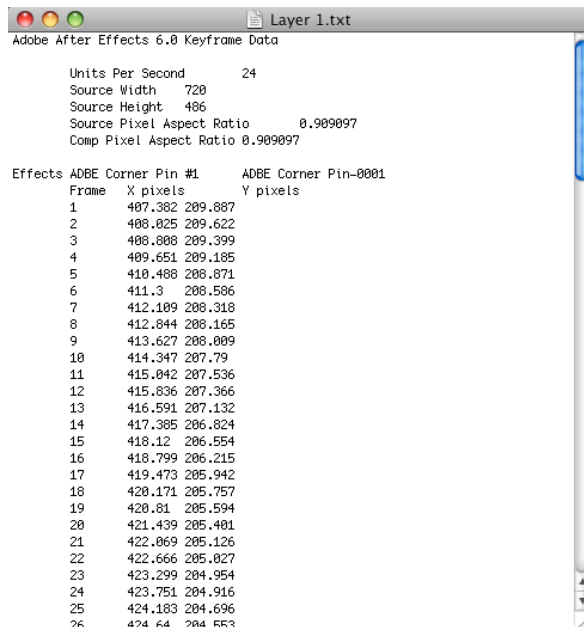 Layer 1.txt
Adobe After Effects 6.0 Keyframe Data
Units Per Second 24
Source Width 720
Source Height 486
Source Pixel Aspect Ratio 0.909097
Comp Pixel Aspect Ratio 0.909097
Effects ADBE Corner Pin #1 ADBE Corner Pin-0001
Frame X pixels Y pixels
1 407.382 209.887
2 408.025 209.622
3 408.808 209.399
4 409.651 209.185
5 410.488 208.871
6 411.3 208.586
7 412.109 208.318
8 412.844 208.165
9 413.627 208.009
10 414.347 207.79
11 415.042 207.536
12 415.836 207.366
13 416.591 207.132
14 417.385 206.824
15 418.12 206.554
16 418.799 206.215
17 419.473 205.942
18 420.171 205.757
19 420.81 205.594
20 421.439 205.401
21 422.069 205.126
22 422.666 205.027
23 423.299 204.954
24 423.751 204.916
25 424.183 204.696
26 424.64 204.553